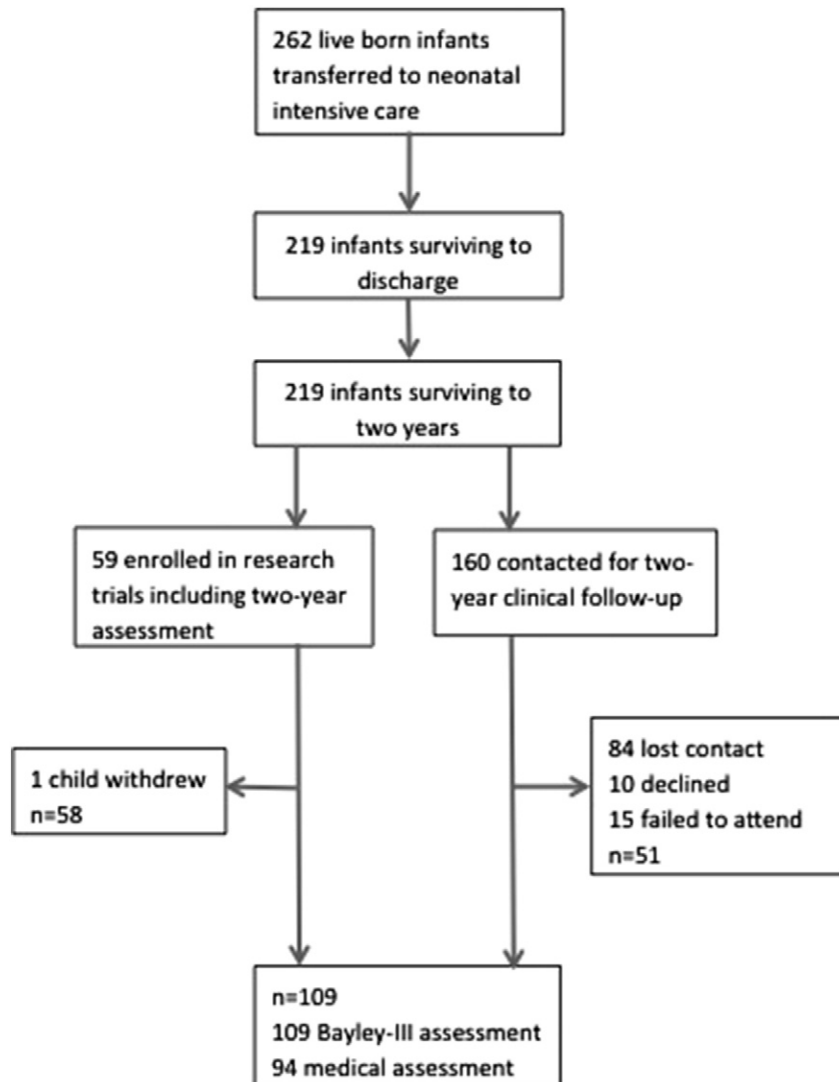 262 live born infants
transferred to neonatal
intensive care
219 infants surviving to
discharge
219 infants surviving to
two years
59 enrolled in research
trials including two-year
assessment
160 contacted for two-
year clinical follow-up
1 child withdrew
n=58
84 lost contact
10 declined
15 failed to attend
n=51
n=109
109 Bayley-III assessment
94 medical assessment